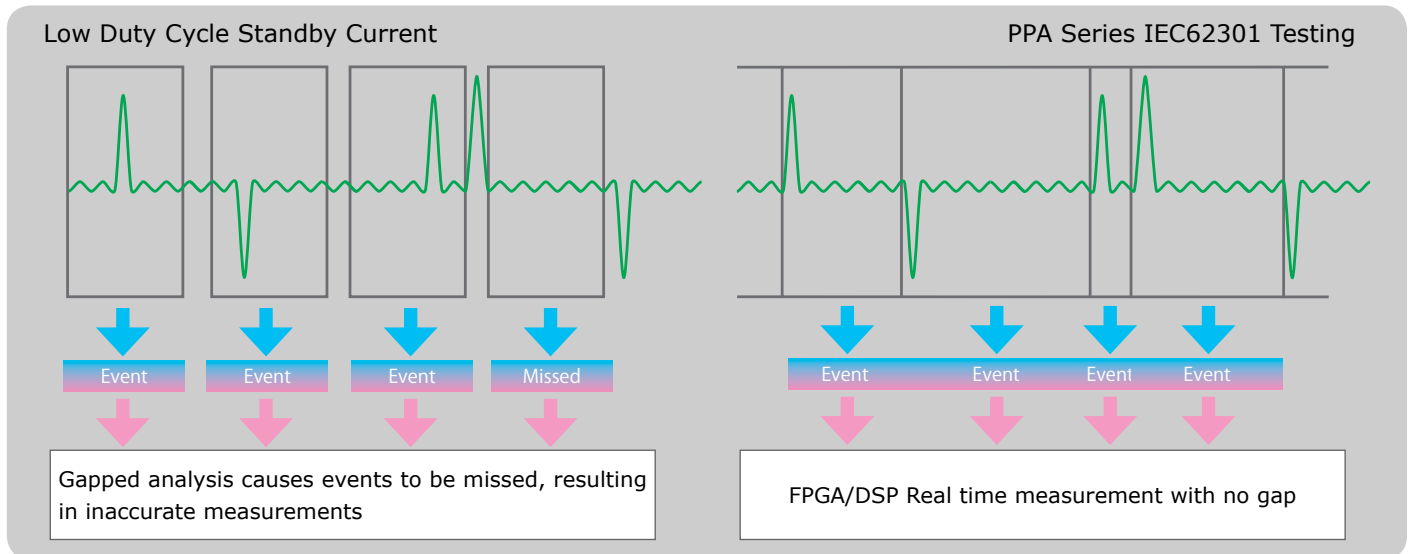 Low Duty Cycle Standby Current
PPA Series IEC62301 Testing
Event
Event
Event
Missed
Event
Event
Event
Event
Gapped analysis causes events to be missed, resulting
in inaccurate measurements
FPGA/DSP Real time measurement with no gap